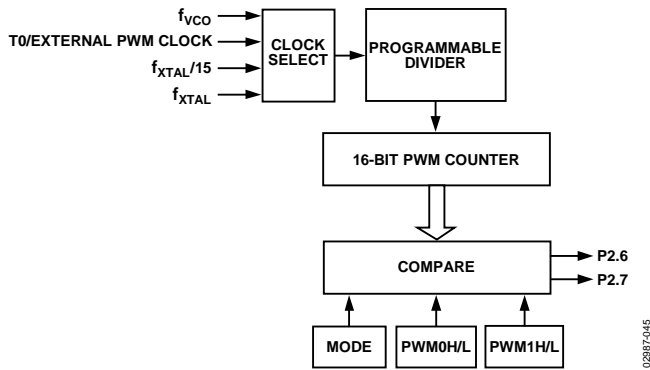 fVCO
T0/EXTERNAL PWM CLOCK
fXTAL/15
fXTAL
CLOCK
SELECT
PROGRAMMABLE
DIVIDER
16-BIT PWM COUNTER
COMPARE
P2.6
P2.7
MODE
PWM0H/L
PWM1H/L
02987-045